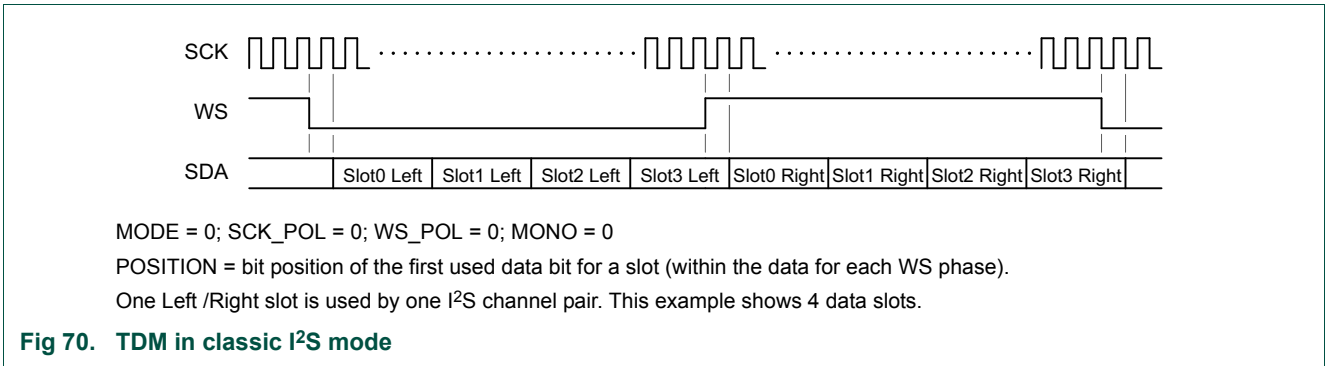 SCK
WS
SDA
Slot0 Left Slot1 Left Slot2 Left Slot3 Left Slot0 Right Slot1 Right Slot2 Right Slot3 Right
MODE = 0; SCK_POL = 0; WS_POL = 0; MONO = 0
POSITION = bit position of the first used data bit for a slot (within the data for each WS phase).
One Left /Right slot is used by one I²S channel pair. This example shows 4 data slots.
Fig 70. TDM in classic I²S mode